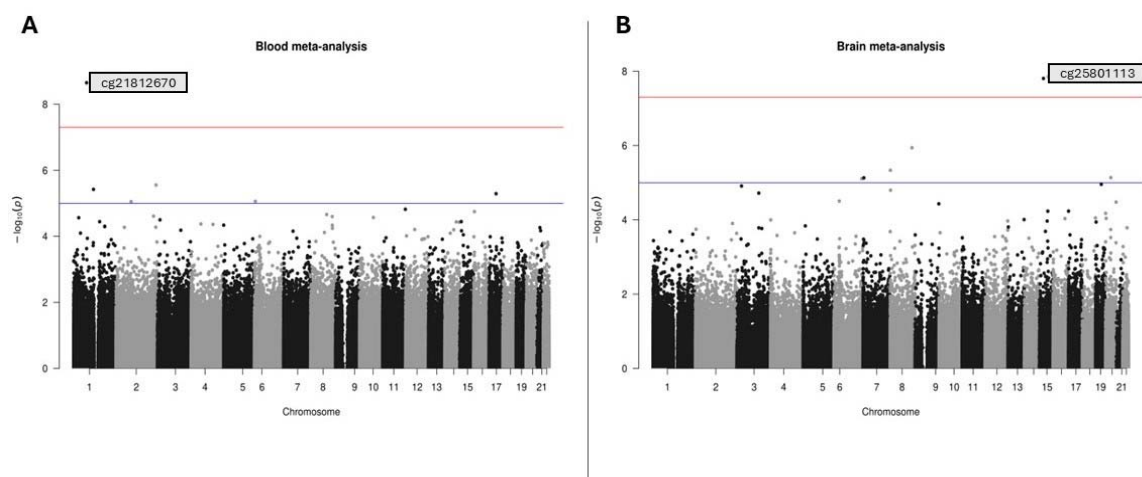 A
Blood meta-analysis
cg21812670
8
6
4
2
0
−log10(p)
1 2 3 4 5 6 7 8 9 10 11 12 13 15 17 19 21
Chromosome
B
Brain meta-analysis
cg25801113
8
6
4
2
0
−log10(p)
1 2 3 4 5 6 7 8 9 10 11 12 13 15 17 19 21
Chromosome